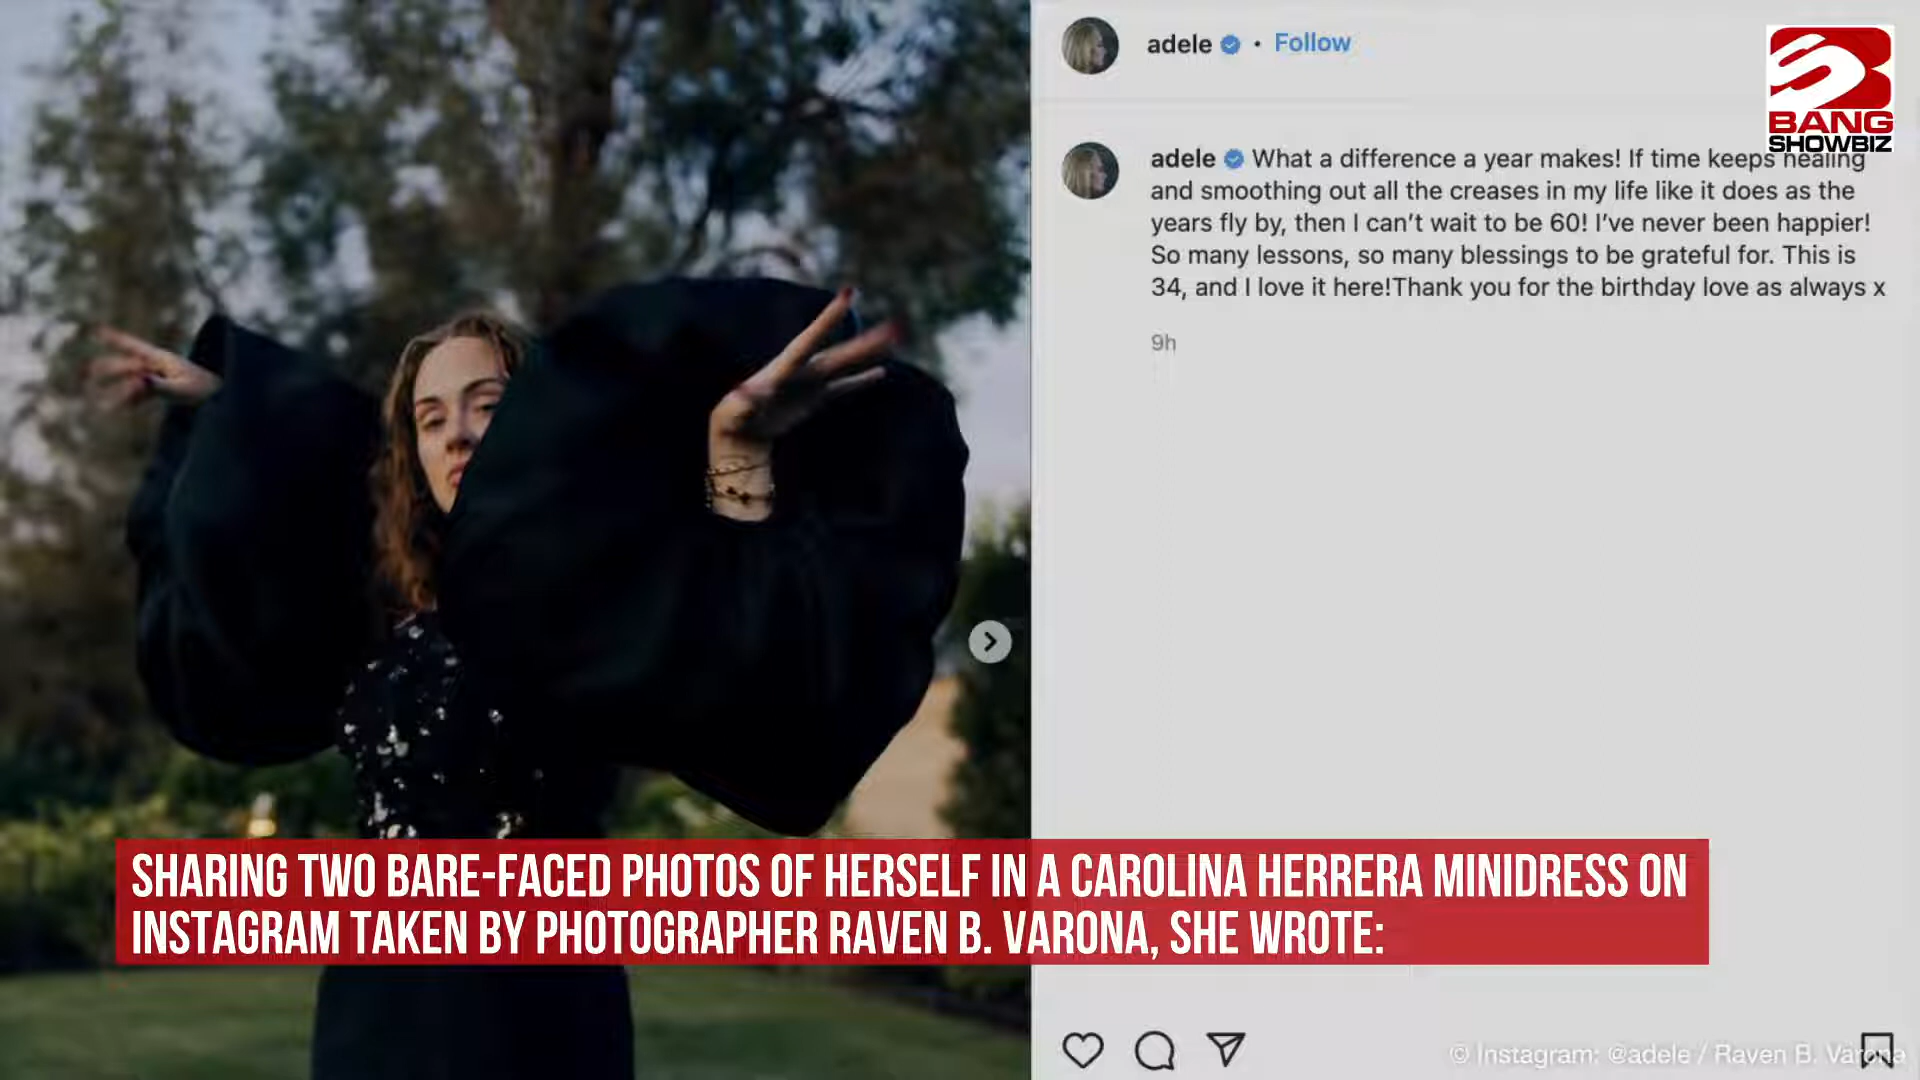 adele • Follow
BANG
SHOWBIZ
adele What a difference a year makes! If time keeps healing
and smoothing out all the creases in my life like it does as the
years fly by, then I can't wait to be 60! I've never been happier!
So many lessons, so many blessings to be grateful for. This is
34, and I love it here!Thank you for the birthday love as always x
9h
SHARING TWO BARE-FACED PHOTOS OF HERSELF IN A CAROLINA HERRERA MINIDRESS ON
INSTAGRAM TAKEN BY PHOTOGRAPHER RAVEN B. VARONA, SHE WROTE:
© Instagram: @adele / Raven B. Varona